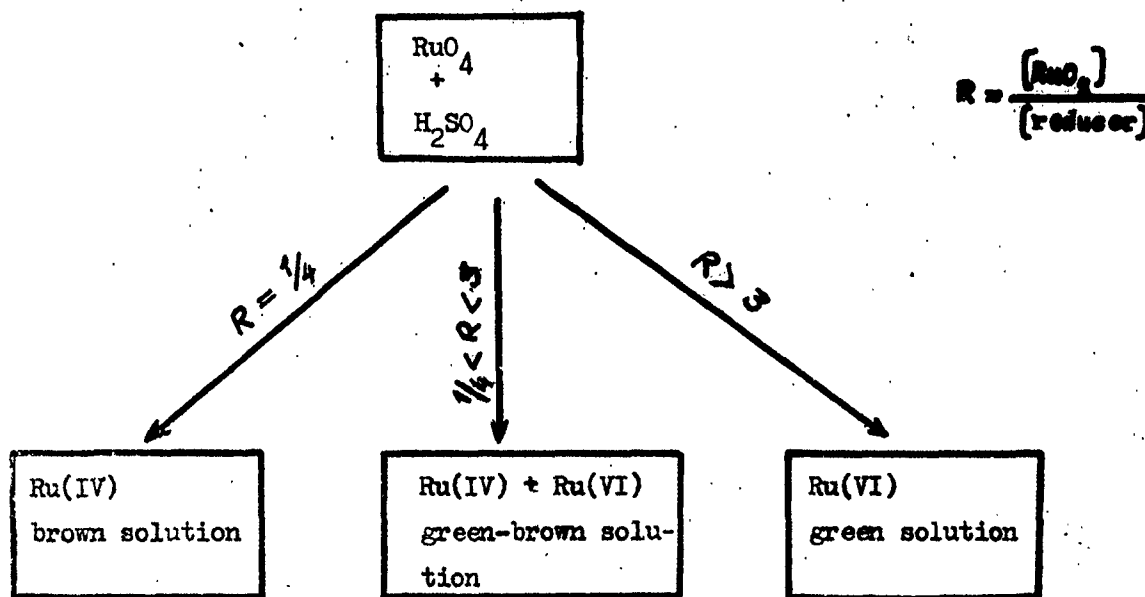 RuO4
+
H2SO4
R = [RuO4]
[reducer]
R = 1/4
1/4 < R < 3
R > 3
Ru(IV)
brown solution
Ru(IV) + Ru(VI)
green-brown solu-
tion
Ru(VI)
green solution